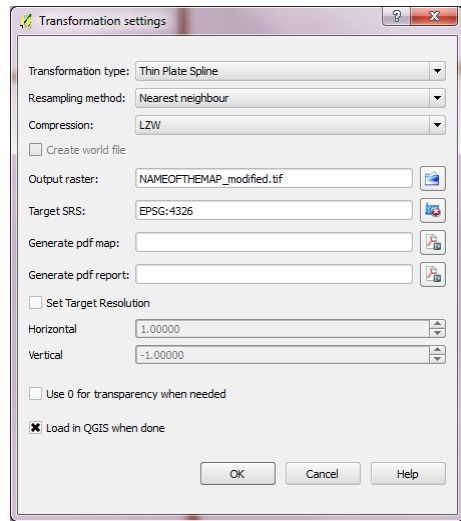 Transformation settings
Transformation type: Thin Plate Spline
Resampling method: Nearest neighbour
Compression: LZW
Create world file
Output raster: NAMEOFTHEMAP_modified.tif
Target SRS: EPSG:4326
Generate pdf map:
Generate pdf report:
Set Target Resolution
Horizontal 1.00000
Vertical -1.00000
Use 0 for transparency when needed
Load in QGIS when done
OK Cancel Help